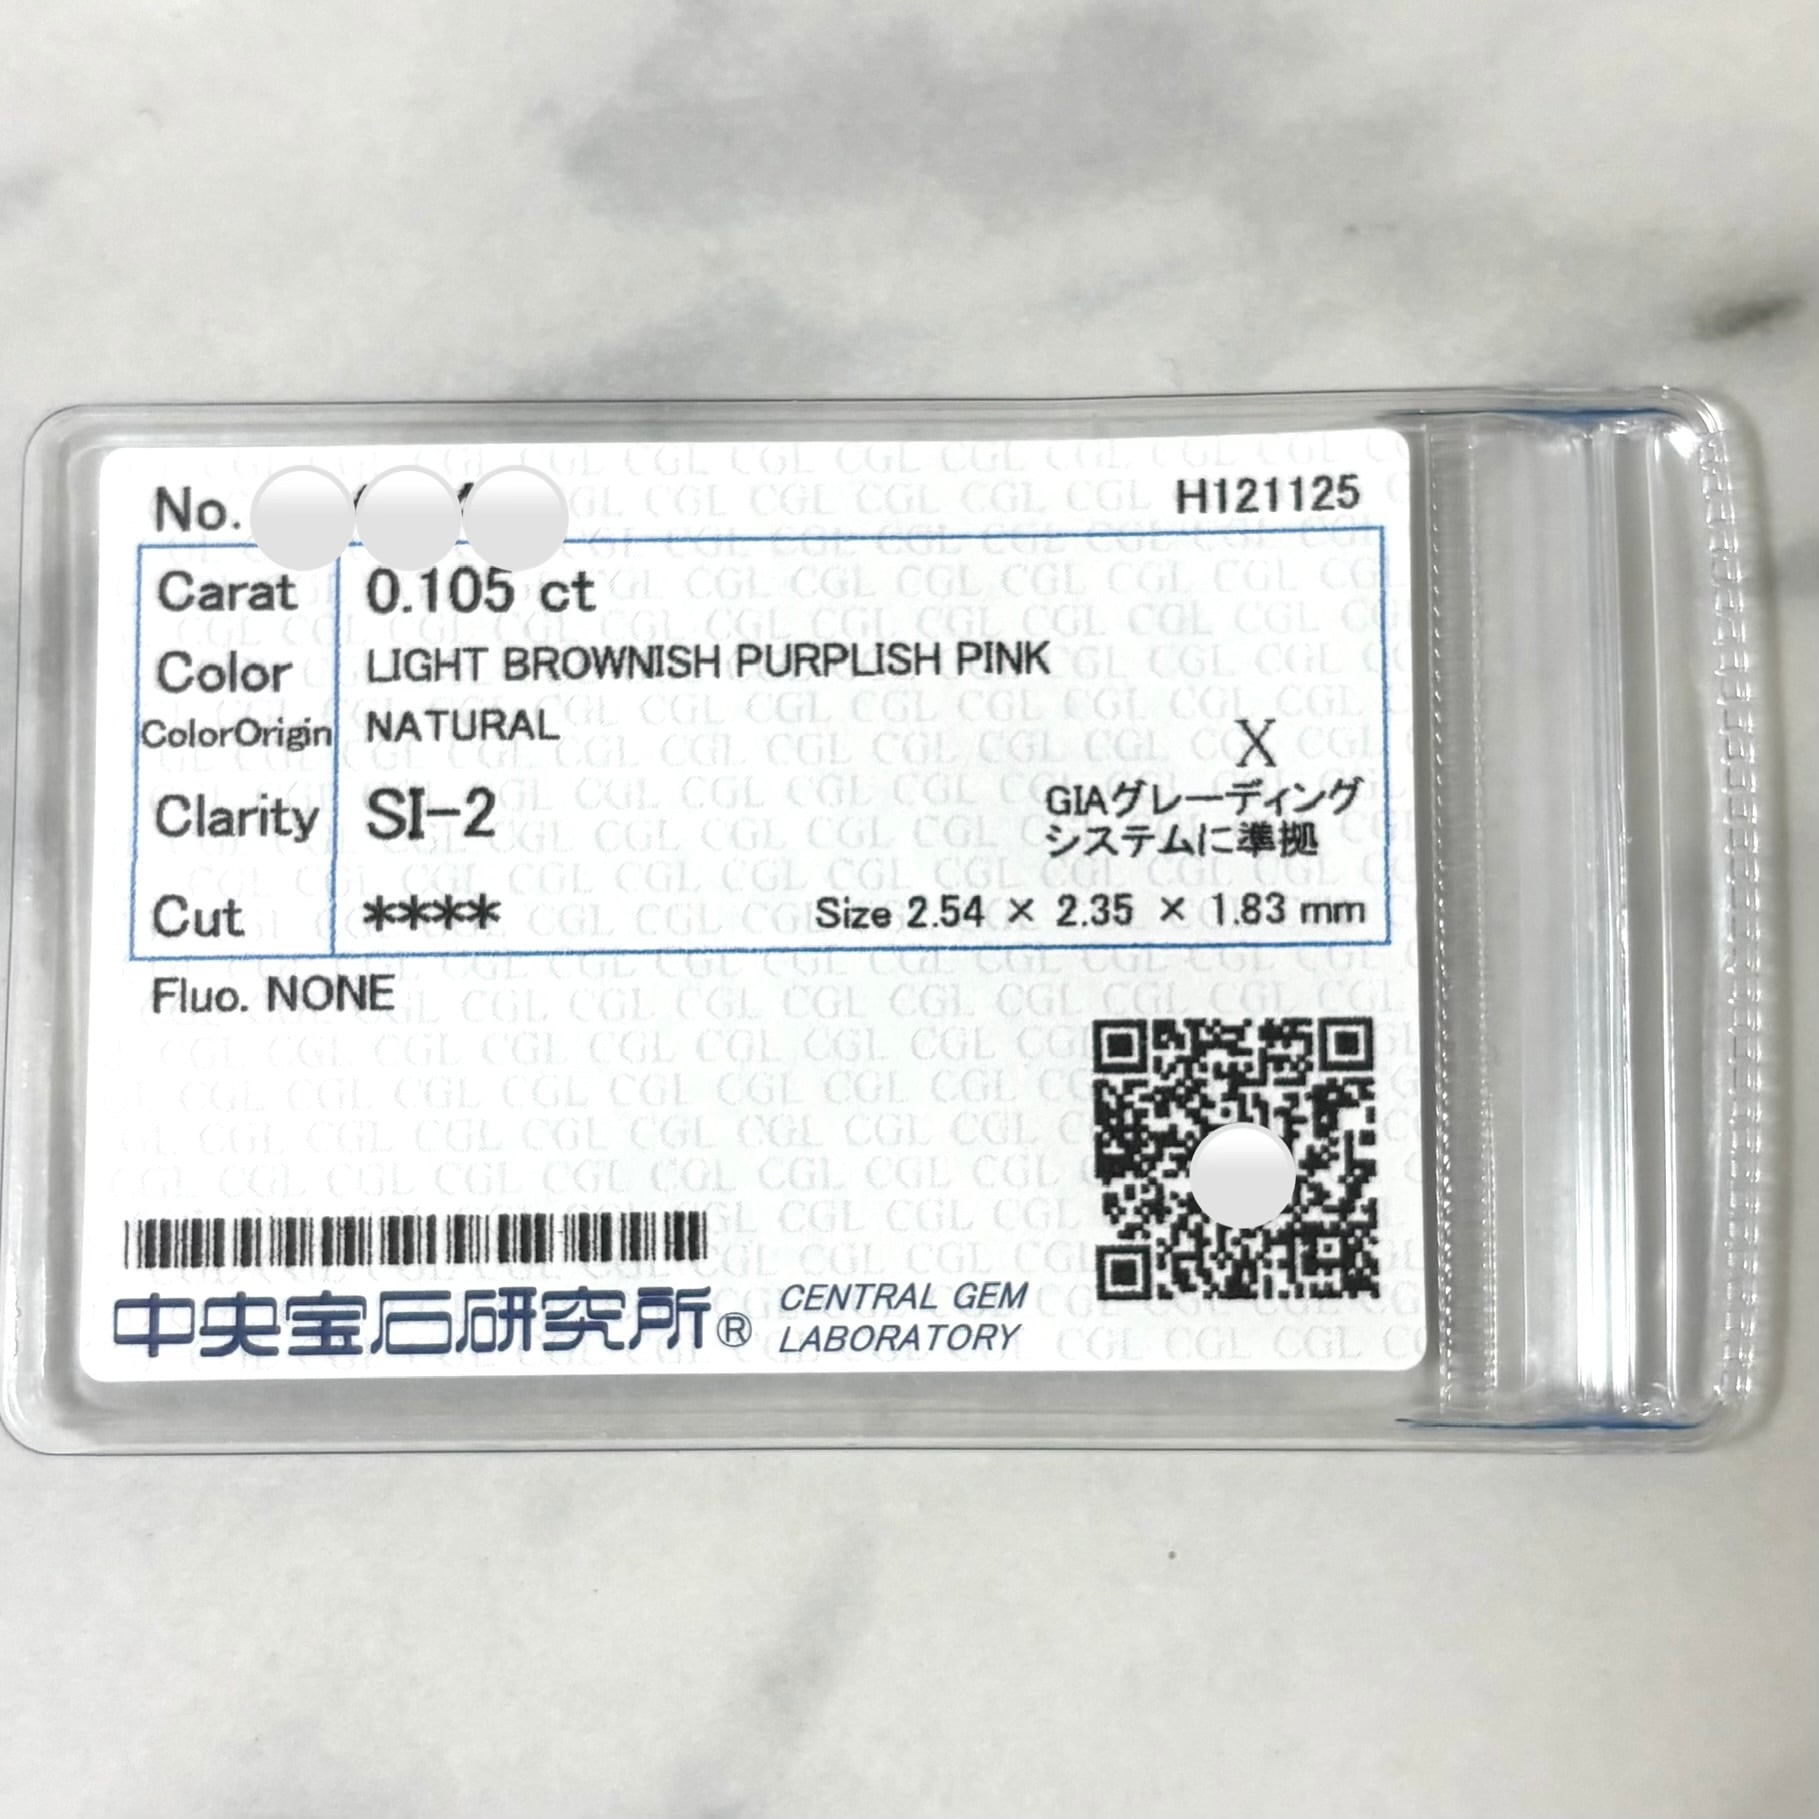 No. H121125
Carat 0.105 ct
Color LIGHT BROWNISH PURPLISH PINK
ColorOrigin NATURAL
X
Clarity SI-2
GIAグレーディング
システムに準拠
Cut **** Size 2.54 × 2.35 × 1.83 mm
Fluo. NONE
中央宝石研究所® CENTRAL GEM
LABORATORY